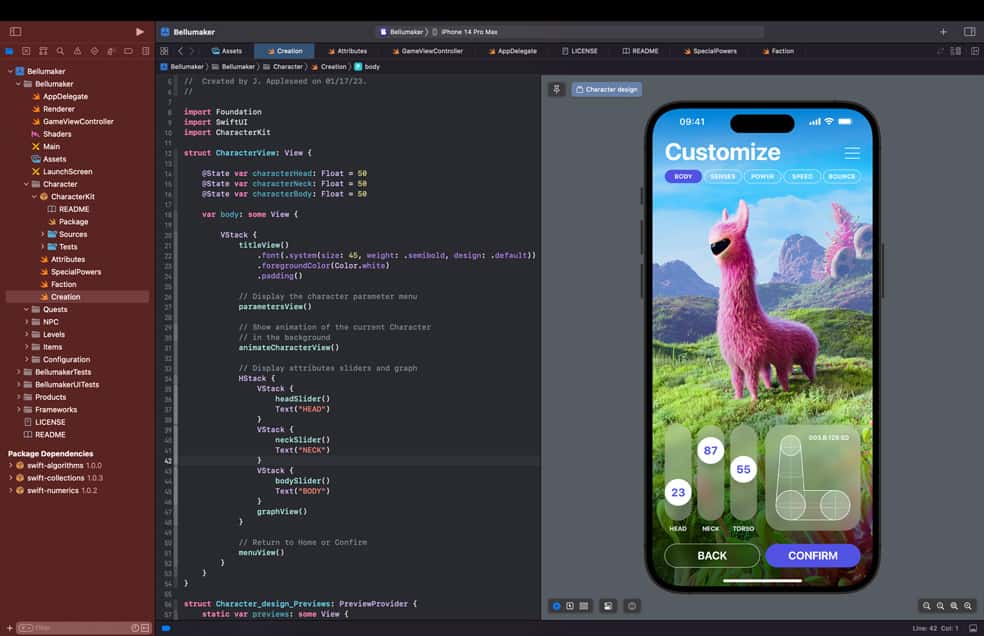 Bellumaker
Bellumaker
iPhone 14 Pro Max
Assets
Creation
Attributes
GameViewController
AppDelegate
LICENSE
README
SpecialPowers
Faction
Bellumaker
Bellumaker
Character
Creation
body
Bellumaker
Bellumaker
AppDelegate
Renderer
GameViewController
Shaders
Main
Assets
LaunchScreen
Character
CharacterKit
README
Package
Sources
Tests
Attributes
SpecialPowers
Faction
Creation
Quests
NPC
Levels
Items
Configuration
BellumakerTests
BellumakerUITests
Products
Frameworks
LICENSE
README
Package Dependencies
swift-algorithms 1.0.0
swift-collections 1.0.3
swift-numerics 1.0.2
Filter
5 //  Created by J. Appleseed on 01/17/23.
6 //
7
8 import Foundation
9 import SwiftUI
10 import CharacterKit
11
12 struct CharacterView: View {
13
14 @State var characterHead: Float = 50
15 @State var characterNeck: Float = 50
16 @State var characterBody: Float = 50
17
18 var body: some View {
19
20 VStack {
21 titleView()
22 .font(.system(size: 45, weight: .semibold, design: .default))
23 .foregroundColor(Color.white)
24 .padding()
25
26 // Display the character parameter menu
27 parametersView()
28
29 // Show animation of the current Character
30 // in the background
31 animateCharacterView()
32
33 // Display attributes sliders and graph
34 HStack {
35 VStack {
36 headSlider()
37 Text("HEAD")
38 }
39 VStack {
40 neckSlider()
41 Text("NECK")
42 }
43 VStack {
44 bodySlider()
45 Text("BODY")
46 }
47 graphView()
48 }
49
50 // Return to Home or Confirm
51 menuView()
52 }
53 }
54 }
55
56 struct Character_design_Previews: PreviewProvider {
57 static var previews: some View {
Character design
09:41
Customize
BODY
SENSES
POWER
SPEED
BOUNCE
87
55
23
HEAD
NECK
TORSO
BACK
CONFIRM
Line: 42 Col: 1